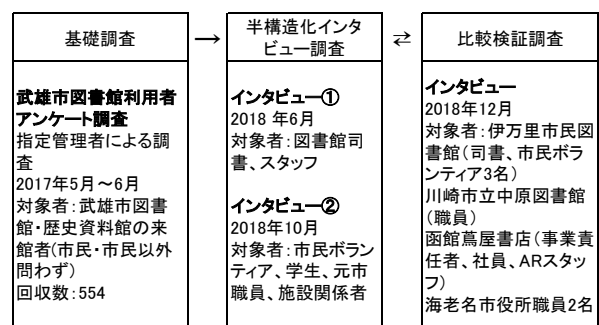 基礎調査
→
半構造化インタ
ビュー調査
⇄
比較検証調査
武雄市図書館利用者
アンケート調査
指定管理者による調
査
2017年5月~6月
対象者:武雄市図書
館・歴史資料館の来
館者(市民・市民以外
問わず)
回収数:554
インタビュー①
2018 年6月
対象者:図書館司
書、スタッフ
インタビュー②
2018年10月
対象者:市民ボラン
ティア、学生、元市
職員、施設関係者
インタビュー
2018年12月
対象者:伊万里市民図
書館(司書、市民ボラ
ンティア3名)
川崎市立中原図書館
(職員)
函館蔦屋書店(事業責
任者、社員、ARスタッ
フ)
海老名市役所職員2名